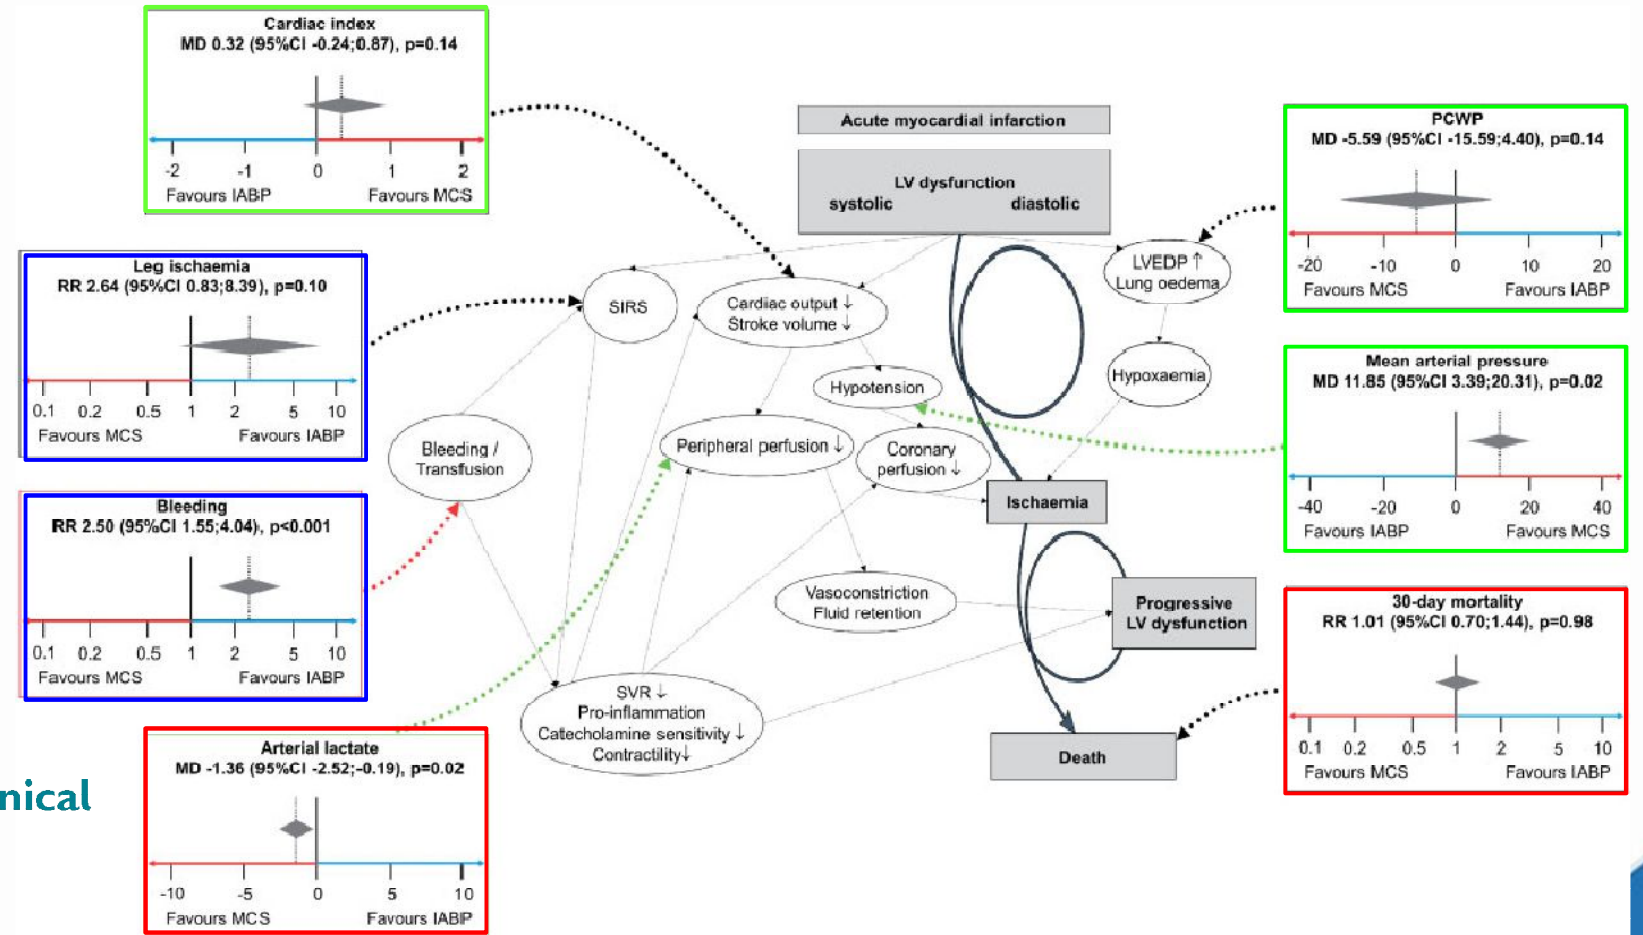 Cardiac index
MD 0.32 (95%CI -0.24;0.87), p=0.14
-2 -1 0 1 2
Favours IABP Favours MCS
Leg ischaemia
RR 2.64 (95%CI 0.83;8.39), p=0.10
0.1 0.2 0.5 1 2 5 10
Favours MCS Favours IABP
Bleeding
RR 2.50 (95%CI 1.55;4.04), p<0.001
0.1 0.2 0.5 1 2 5 10
Favours MCS Favours IABP
Arterial lactate
MD -1.36 (95%CI -2.52;-0.19), p=0.02
-10 -5 0 5 10
Favours MCS Favours IABP
nical
Acute myocardial infarction
LV dysfunction
systolic diastolic
SIRS
Cardiac output ↓
Stroke volume ↓
LVEDP ↑
Lung oedema
Hypotension
Hypoxaemia
Bleeding /
Transfusion
Peripheral perfusion ↓
Coronary
perfusion ↓
Ischaemia
Vasoconstriction
Fluid retention
Progressive
LV dysfunction
SVR ↓
Pro-inflammation
Catecholamine sensitivity ↓
Contractility↓
Death
PCWP
MD -5.59 (95%CI -15.59;4.40), p=0.14
-20 -10 0 10 20
Favours MCS Favours IABP
Mean arterial pressure
MD 11.85 (95%CI 3.39;20.31), p=0.02
-40 -20 0 20 40
Favours IABP Favours MCS
30-day mortality
RR 1.01 (95%CI 0.70;1.44), p=0.98
0.1 0.2 0.5 1 2 5 10
Favours MCS Favours IABP